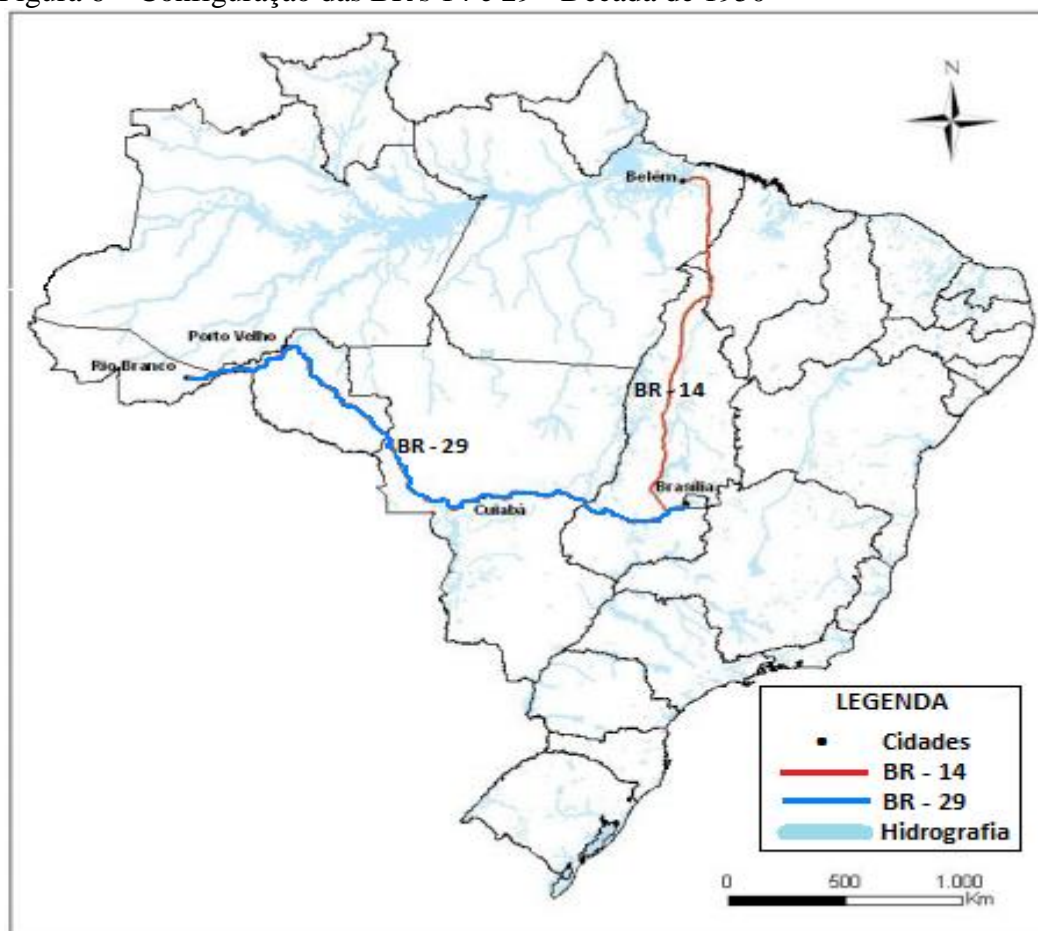 Figura 6 – Configuração das BR's 14 e 29 – Década de 1950
N
Belém
Porto Velho
Rio Branco
BR - 14
BR - 29
Brasília
Cuiabá
LEGENDA
Cidades
BR - 14
BR - 29
Hidrografia
0 500 1.000
Km